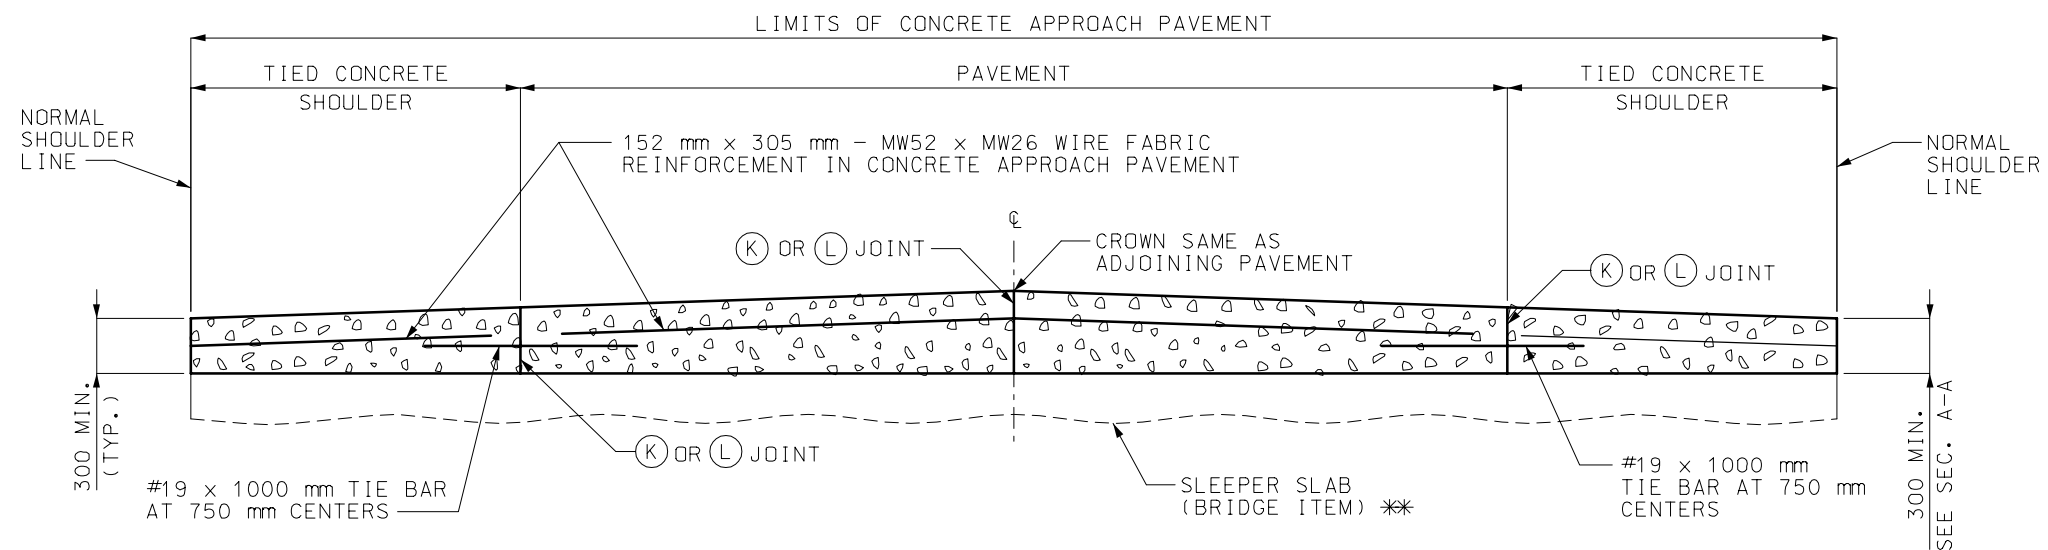 LIMITS OF CONCRETE APPROACH PAVEMENT
TIED CONCRETE
SHOULDER
PAVEMENT
TIED CONCRETE
SHOULDER
NORMAL
SHOULDER
LINE
152 mm x 305 mm - MW52 x MW26 WIRE FABRIC
REINFORCEMENT IN CONCRETE APPROACH PAVEMENT
NORMAL
SHOULDER
LINE
℄
K OR L JOINT
CROWN SAME AS
ADJOINING PAVEMENT
K OR L JOINT
300 MIN.
(TYP.)
#19 x 1000 mm TIE BAR
AT 750 mm CENTERS
K OR L JOINT
SLEEPER SLAB
(BRIDGE ITEM) **
#19 x 1000 mm
TIE BAR AT 750 mm
CENTERS
300 MIN.
SEE SEC. A-A